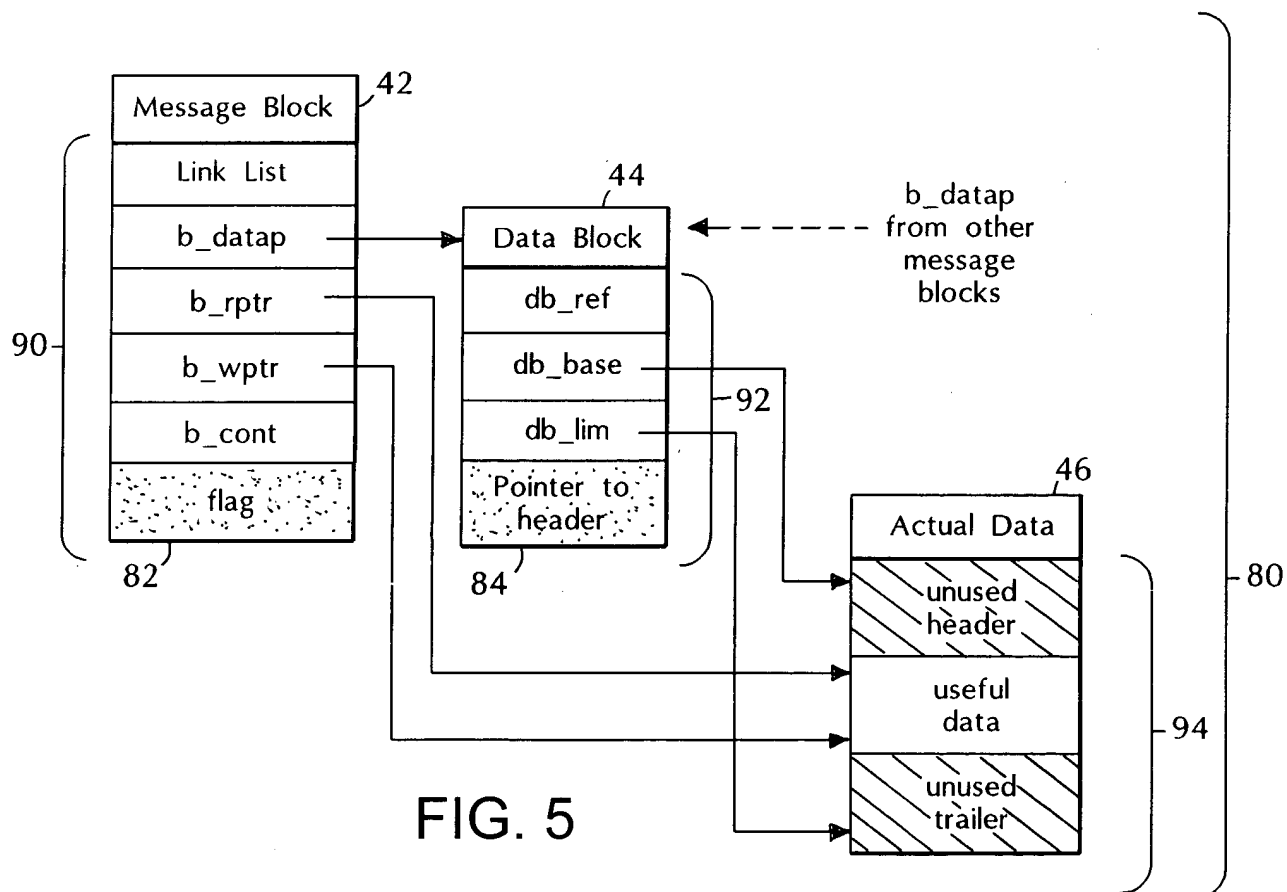 Message Block
42
90
Link List
b_datap
b_rptr
b_wptr
b_cont
flag
82
44
Data Block
db_ref
db_base
db_lim
Pointer to
header
84
92
b_datap
from other
message
blocks
46
Actual Data
unused
header
useful
data
unused
trailer
94
80
FIG. 5